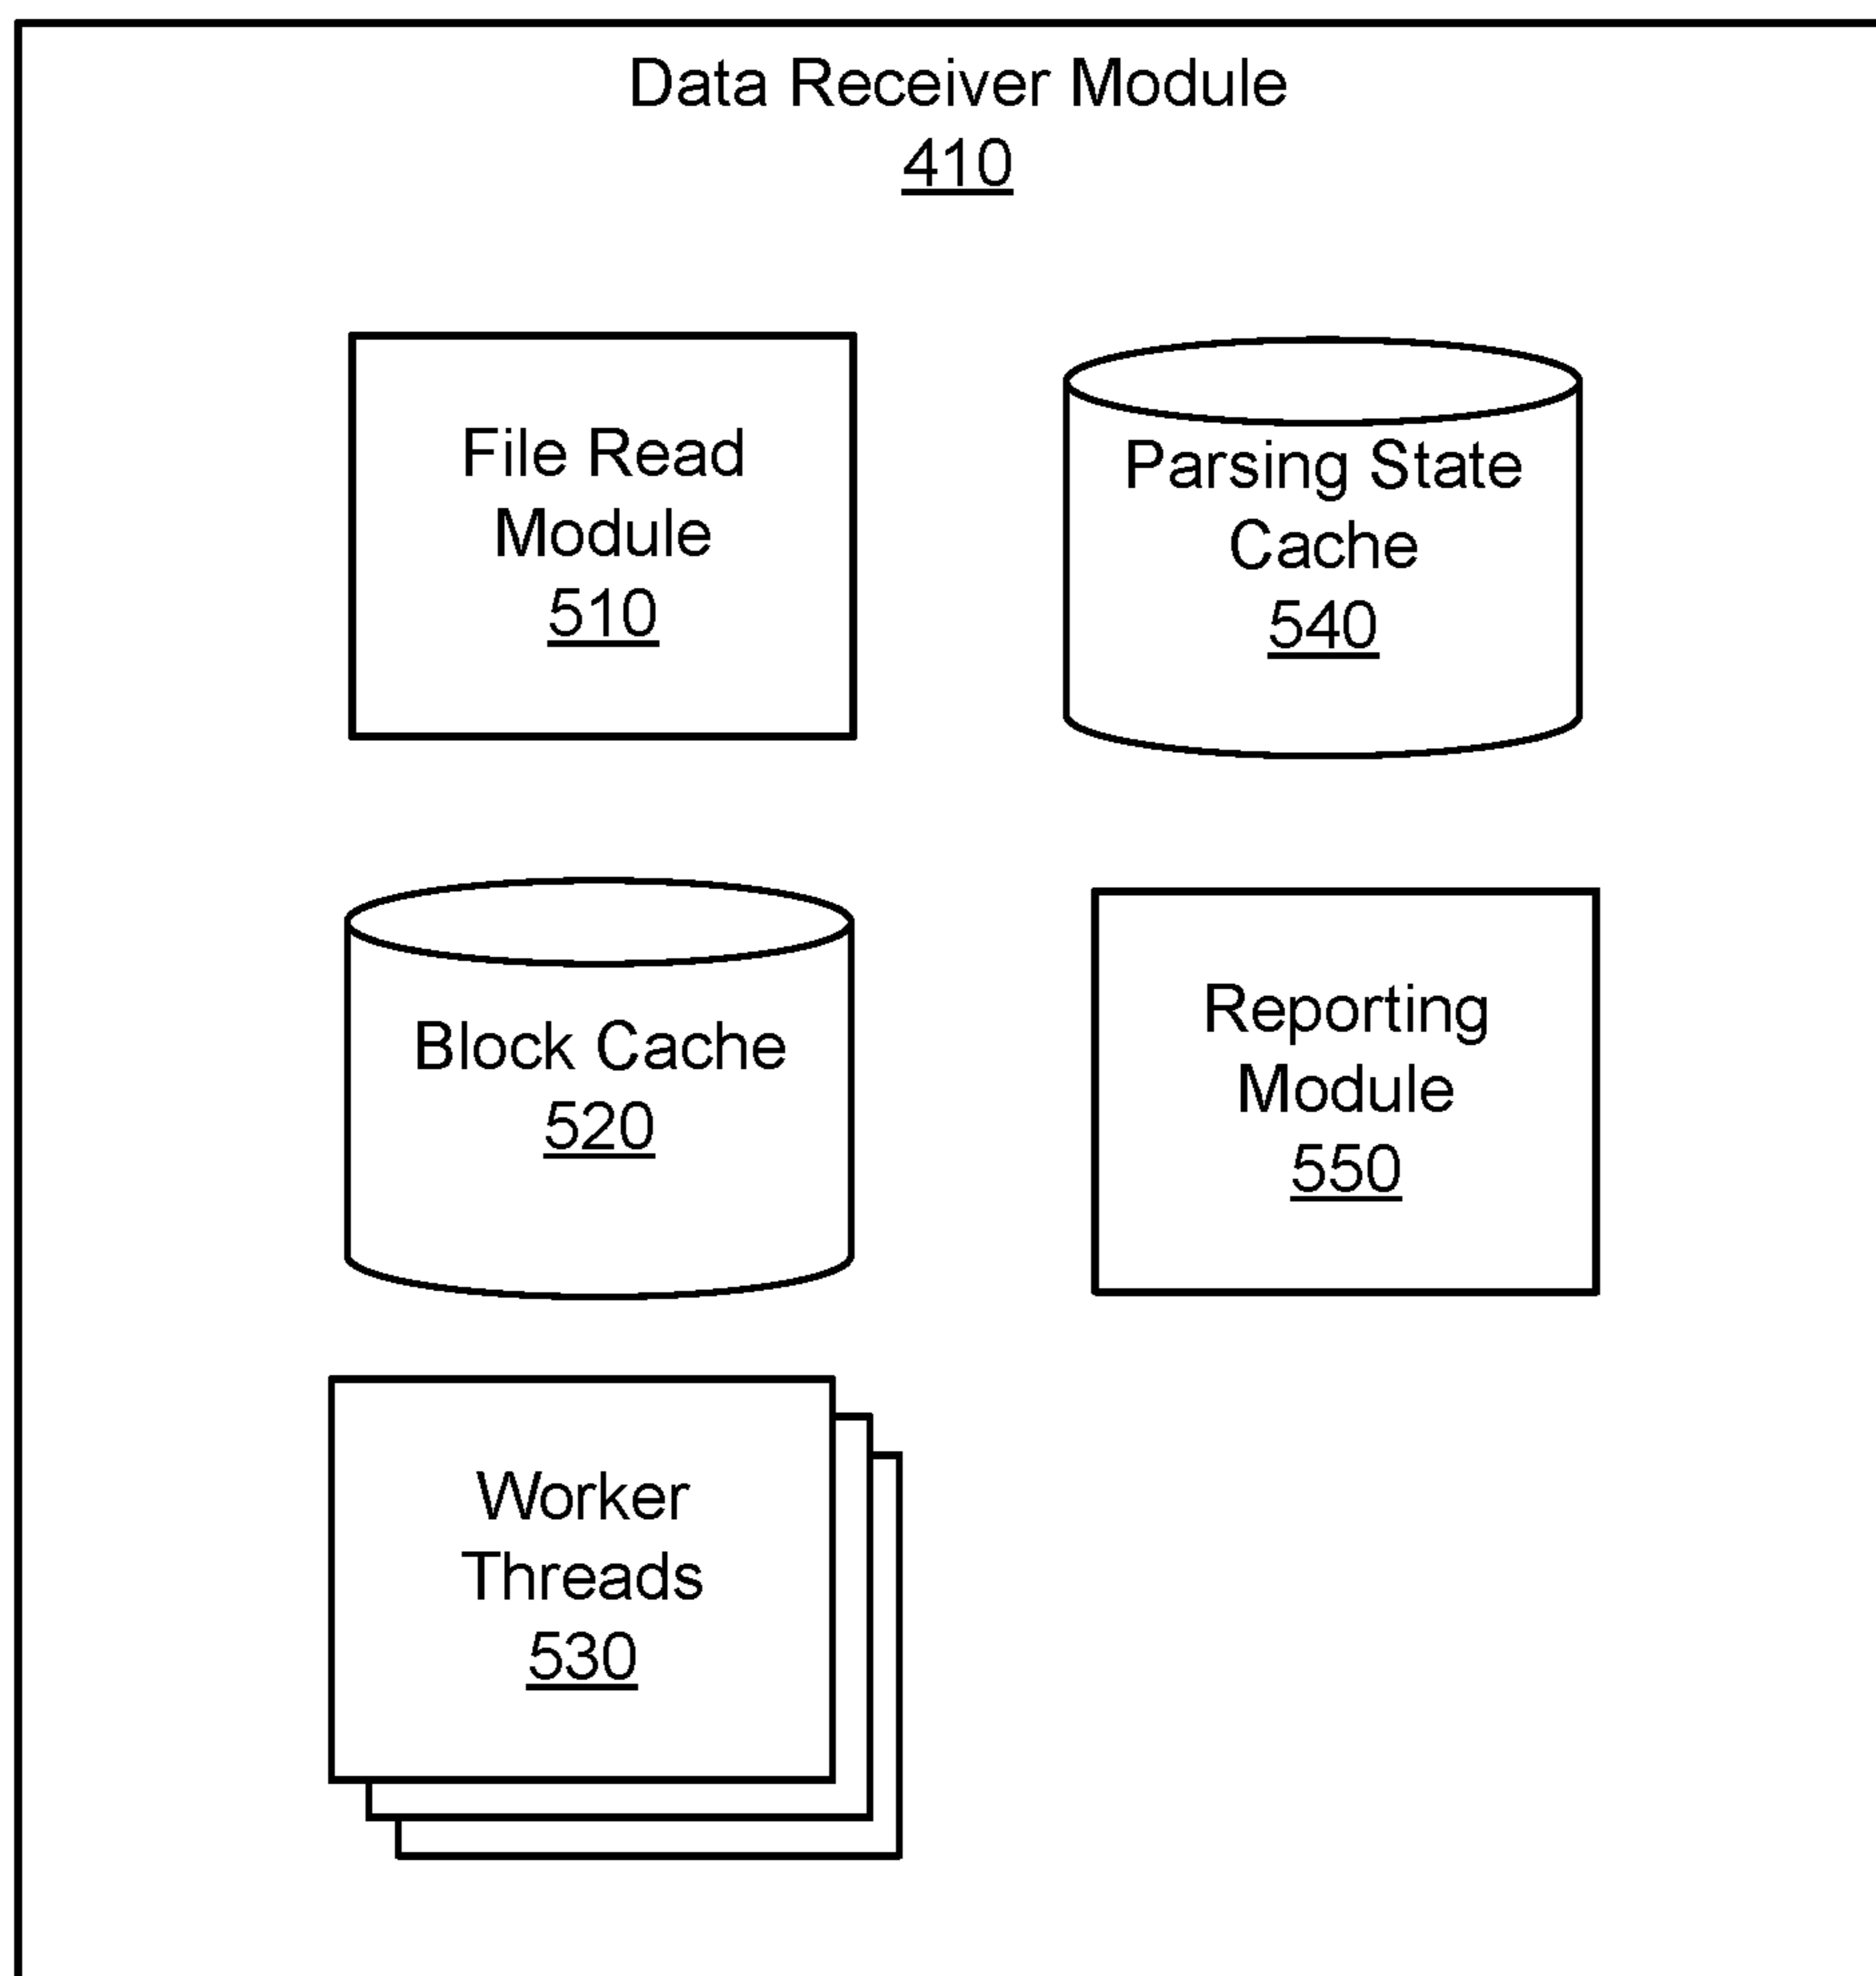 Data Receiver Module
410
File Read
Module
510
Parsing State
Cache
540
Block Cache
520
Reporting
Module
550
Worker
Threads
530